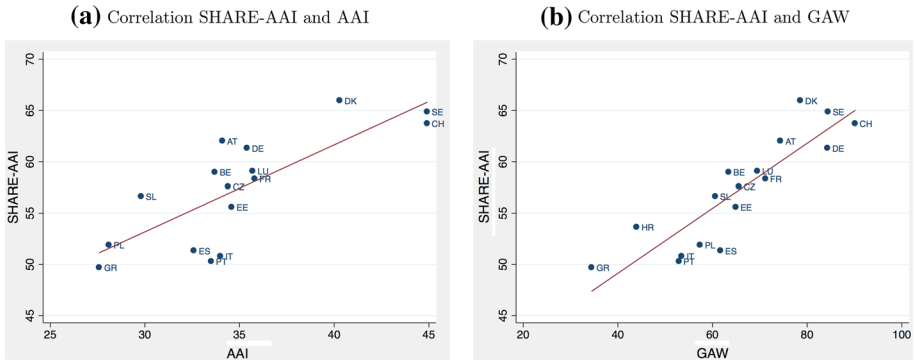 (a) Correlation SHARE-AAI and AAI
70
65
60
55
50
45
SHARE-AAI
DK
SE
CH
AT
DE
BE
LU
FR
CZ
SL
EE
PL
ES
IT
PT
GR
25 30 35 40 45
AAI
(b) Correlation SHARE-AAI and GAW
70
65
60
55
50
45
SHARE-AAI
DK
SE
CH
AT
DE
BE
LU
FR
CZ
SL
EE
HR
PL
ES
IT
PT
GR
20 40 60 80 100
GAW